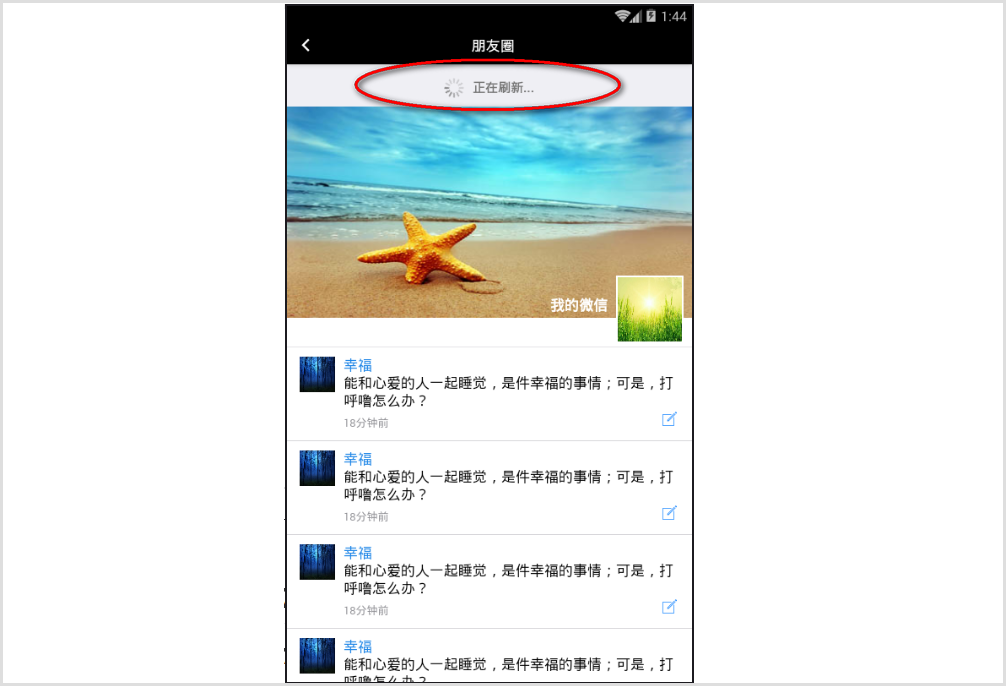 1:44
朋友圈
正在刷新...
我的微信
幸福
能和心爱的人一起睡觉，是件幸福的事情；可是，打
呼噜怎么办？
18分钟前
幸福
能和心爱的人一起睡觉，是件幸福的事情；可是，打
呼噜怎么办？
18分钟前
幸福
能和心爱的人一起睡觉，是件幸福的事情；可是，打
呼噜怎么办？
18分钟前
幸福
能和心爱的人一起睡觉，是件幸福的事情；可是，打
呼噜怎么办？